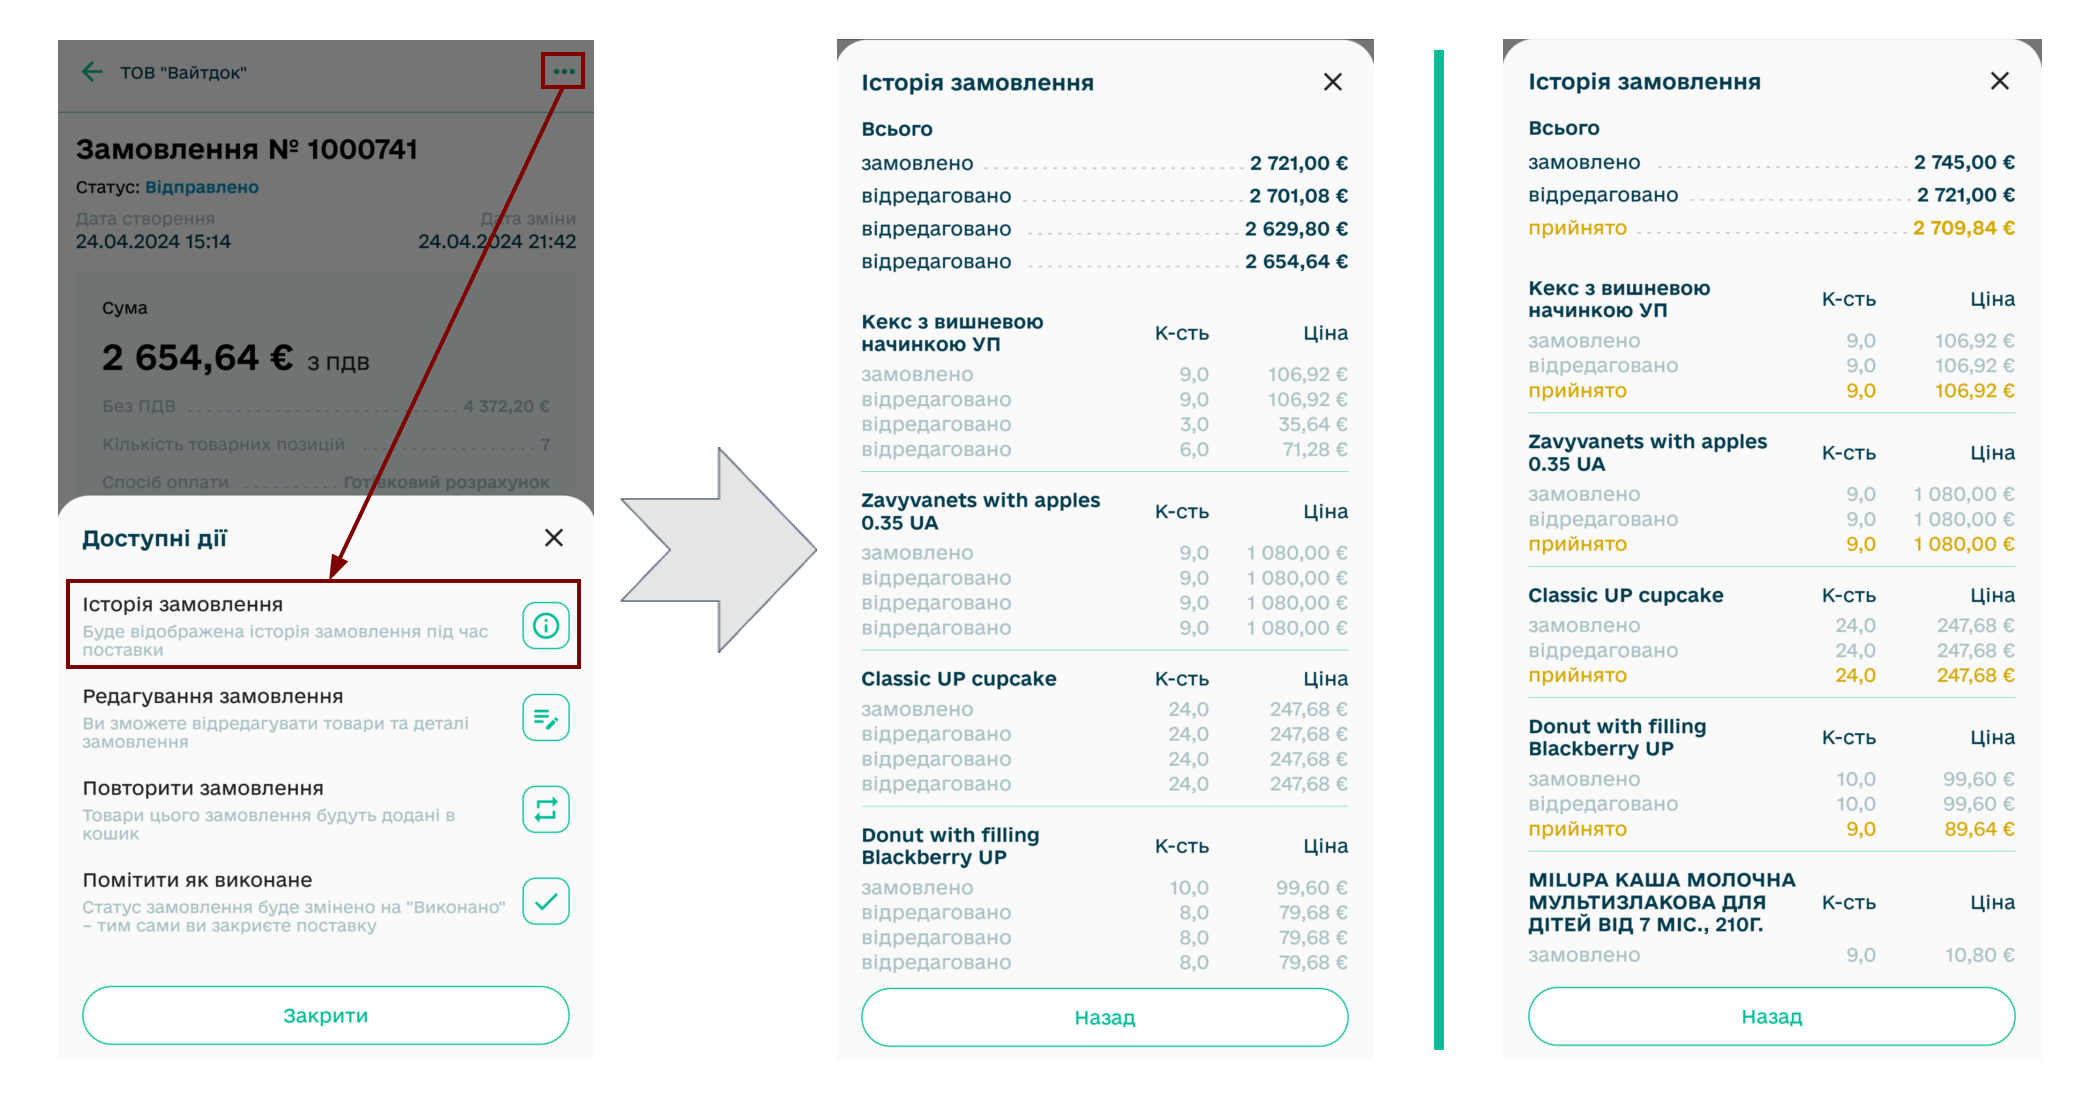 ТОВ "Вайтдок"
Замовлення № 1000741
Статус: Відправлено
Дата створення Дата зміни
24.04.2024 15:14 24.04.2024 21:42
Сума
2 654,64 € з ПДВ
Без ПДВ 4 372,20 €
Кількість товарних позицій 7
Спосіб оплати Готівковий розрахунок
Доступні дії
Історія замовлення
Буде відображена історія замовлення під час
поставки
Редагування замовлення
Ви зможете відредагувати товари та деталі
замовлення
Повторити замовлення
Товари цього замовлення будуть додані в
кошик
Помітити як виконане
Статус замовлення буде змінено на "Виконано"
– тим сами ви закриєте поставку
Закрити
Історія замовлення
Всього
замовлено 2 721,00 €
відредаговано 2 701,08 €
відредаговано 2 629,80 €
відредаговано 2 654,64 €
Кекс з вишневою
начинкою УП К-сть Ціна
замовлено 9,0 106,92 €
відредаговано 9,0 106,92 €
відредаговано 3,0 35,64 €
відредаговано 6,0 71,28 €
Zavyvanets with apples
0.35 UA К-сть Ціна
замовлено 9,0 1 080,00 €
відредаговано 9,0 1 080,00 €
відредаговано 9,0 1 080,00 €
відредаговано 9,0 1 080,00 €
Classic UP cupcake К-сть Ціна
замовлено 24,0 247,68 €
відредаговано 24,0 247,68 €
відредаговано 24,0 247,68 €
відредаговано 24,0 247,68 €
Donut with filling
Blackberry UP К-сть Ціна
замовлено 10,0 99,60 €
відредаговано 8,0 79,68 €
відредаговано 8,0 79,68 €
відредаговано 8,0 79,68 €
Назад
Історія замовлення
Всього
замовлено 2 745,00 €
відредаговано 2 721,00 €
прийнято 2 709,84 €
Кекс з вишневою
начинкою УП К-сть Ціна
замовлено 9,0 106,92 €
відредаговано 9,0 106,92 €
прийнято 9,0 106,92 €
Zavyvanets with apples
0.35 UA К-сть Ціна
замовлено 9,0 1 080,00 €
відредаговано 9,0 1 080,00 €
прийнято 9,0 1 080,00 €
Classic UP cupcake К-сть Ціна
замовлено 24,0 247,68 €
відредаговано 24,0 247,68 €
прийнято 24,0 247,68 €
Donut with filling
Blackberry UP К-сть Ціна
замовлено 10,0 99,60 €
відредаговано 10,0 99,60 €
прийнято 9,0 89,64 €
MILUPA КАША МОЛОЧНА
МУЛЬТИЗЛАКОВА ДЛЯ К-сть Ціна
ДІТЕЙ ВІД 7 МІС., 210Г.
замовлено 9,0 10,80 €
Назад